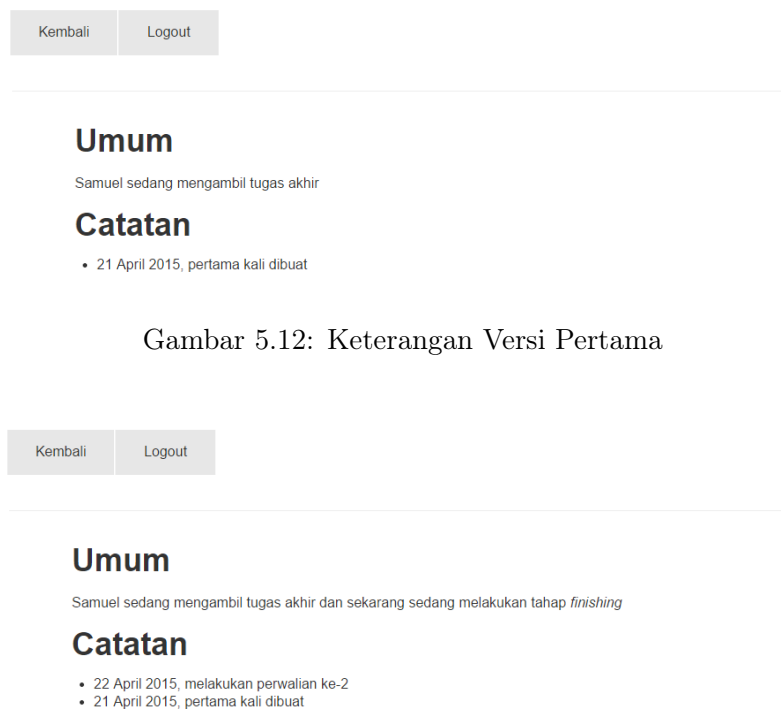 Kembali Logout
Umum
Samuel sedang mengambil tugas akhir
Catatan
• 21 April 2015, pertama kali dibuat
Gambar 5.12: Keterangan Versi Pertama
Kembali Logout
Umum
Samuel sedang mengambil tugas akhir dan sekarang sedang melakukan tahap finishing
Catatan
• 22 April 2015, melakukan perwalian ke-2
• 21 April 2015, pertama kali dibuat